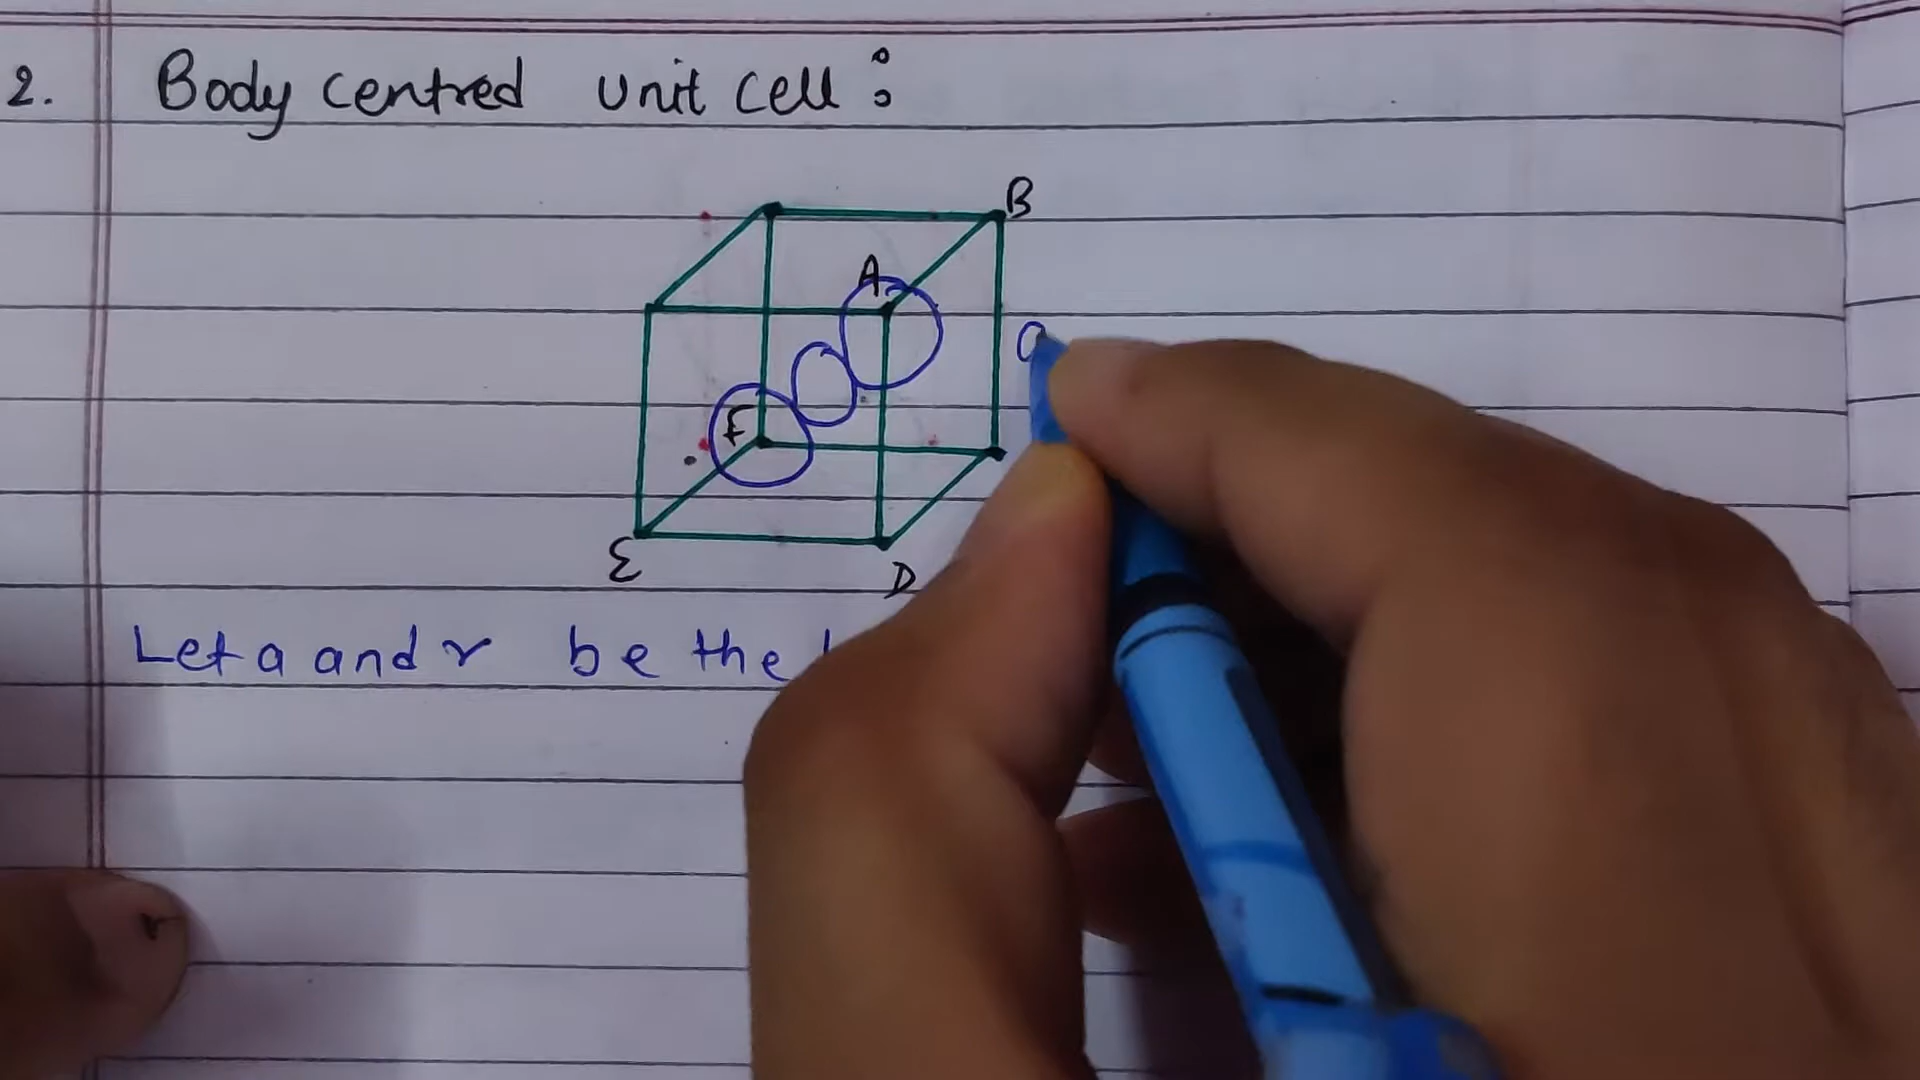 2. Body centred unit cell :
B
A
a
F
E
D
Let a and r be the